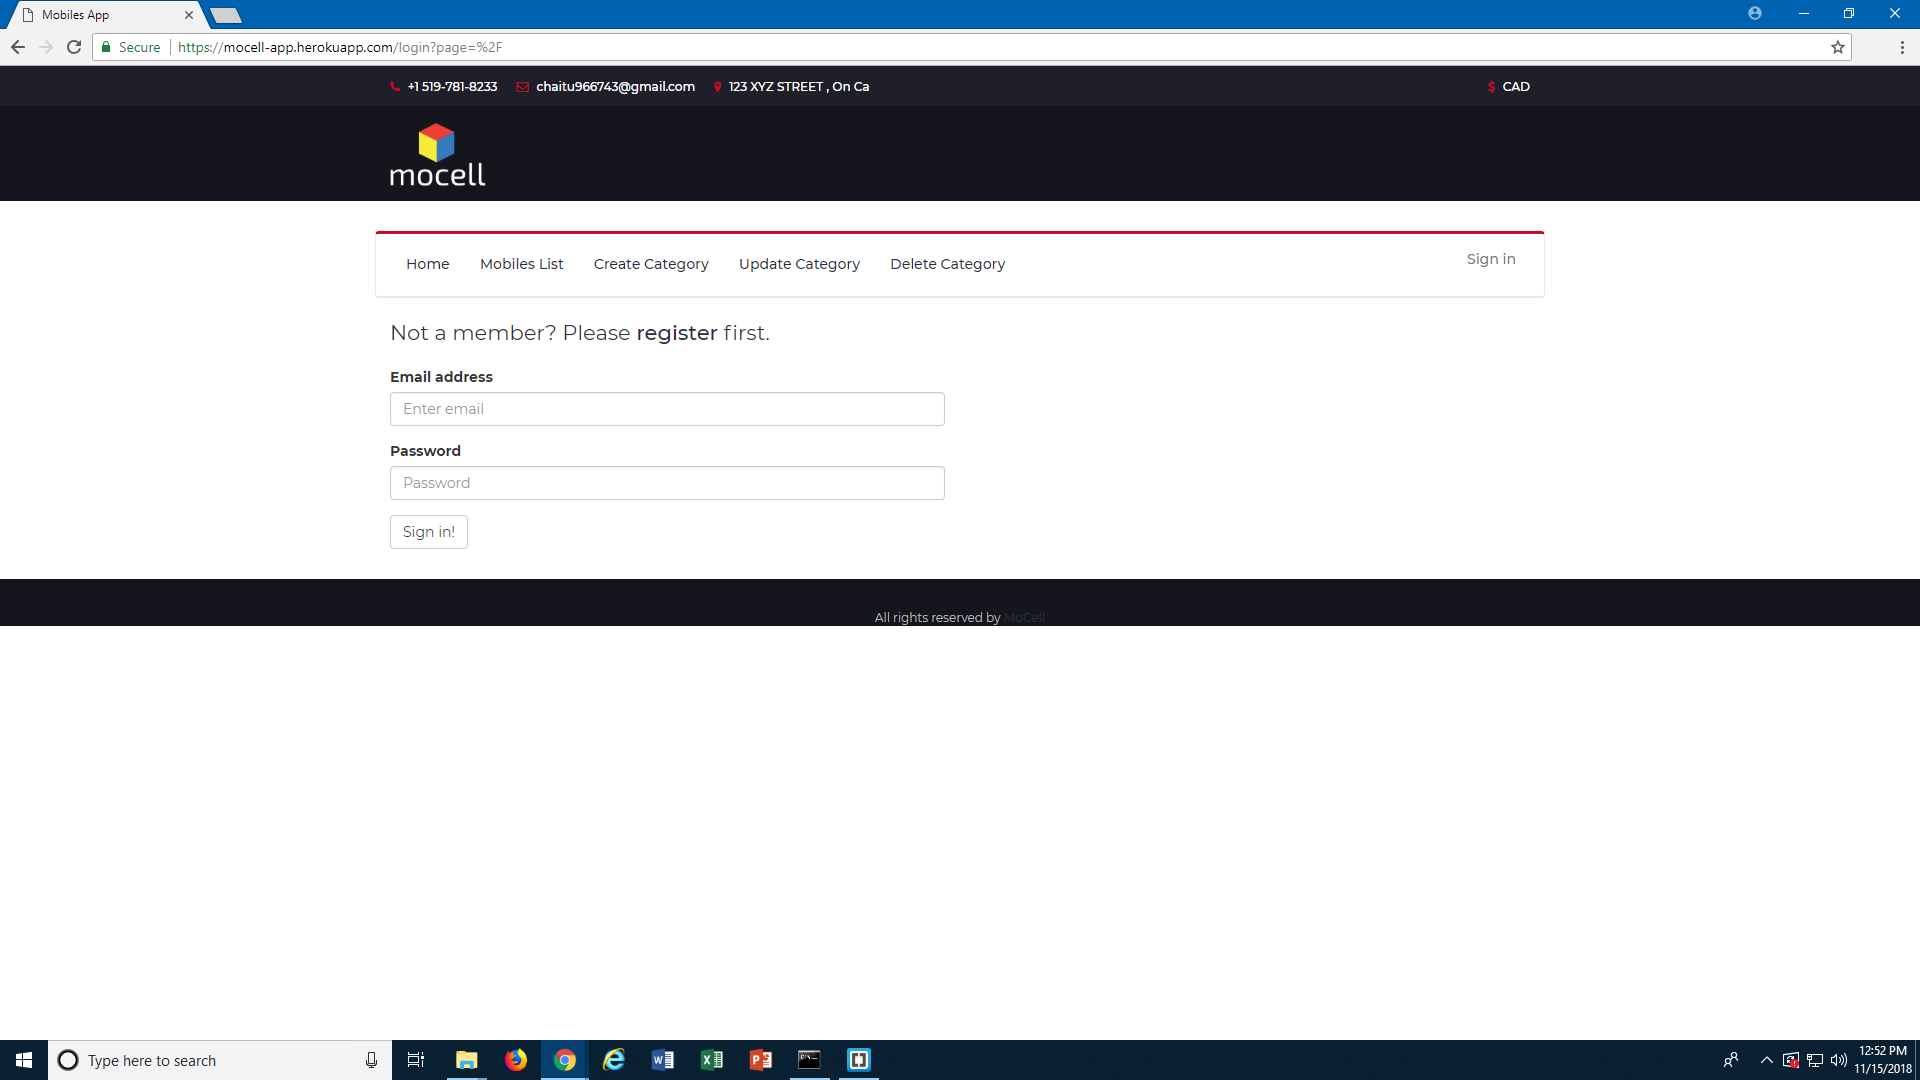 Mobiles App
Secure https://mocell-app.herokuapp.com/login?page=%2F
+1 519-781-8233 chaitu966743@gmail.com 123 XYZ STREET , On Ca $ CAD
mocell
Home Mobiles List Create Category Update Category Delete Category Sign in
Not a member? Please register first.
Email address
Enter email
Password
Password
Sign in!
All rights reserved by MoCell
Type here to search
12:52 PM
11/15/2018